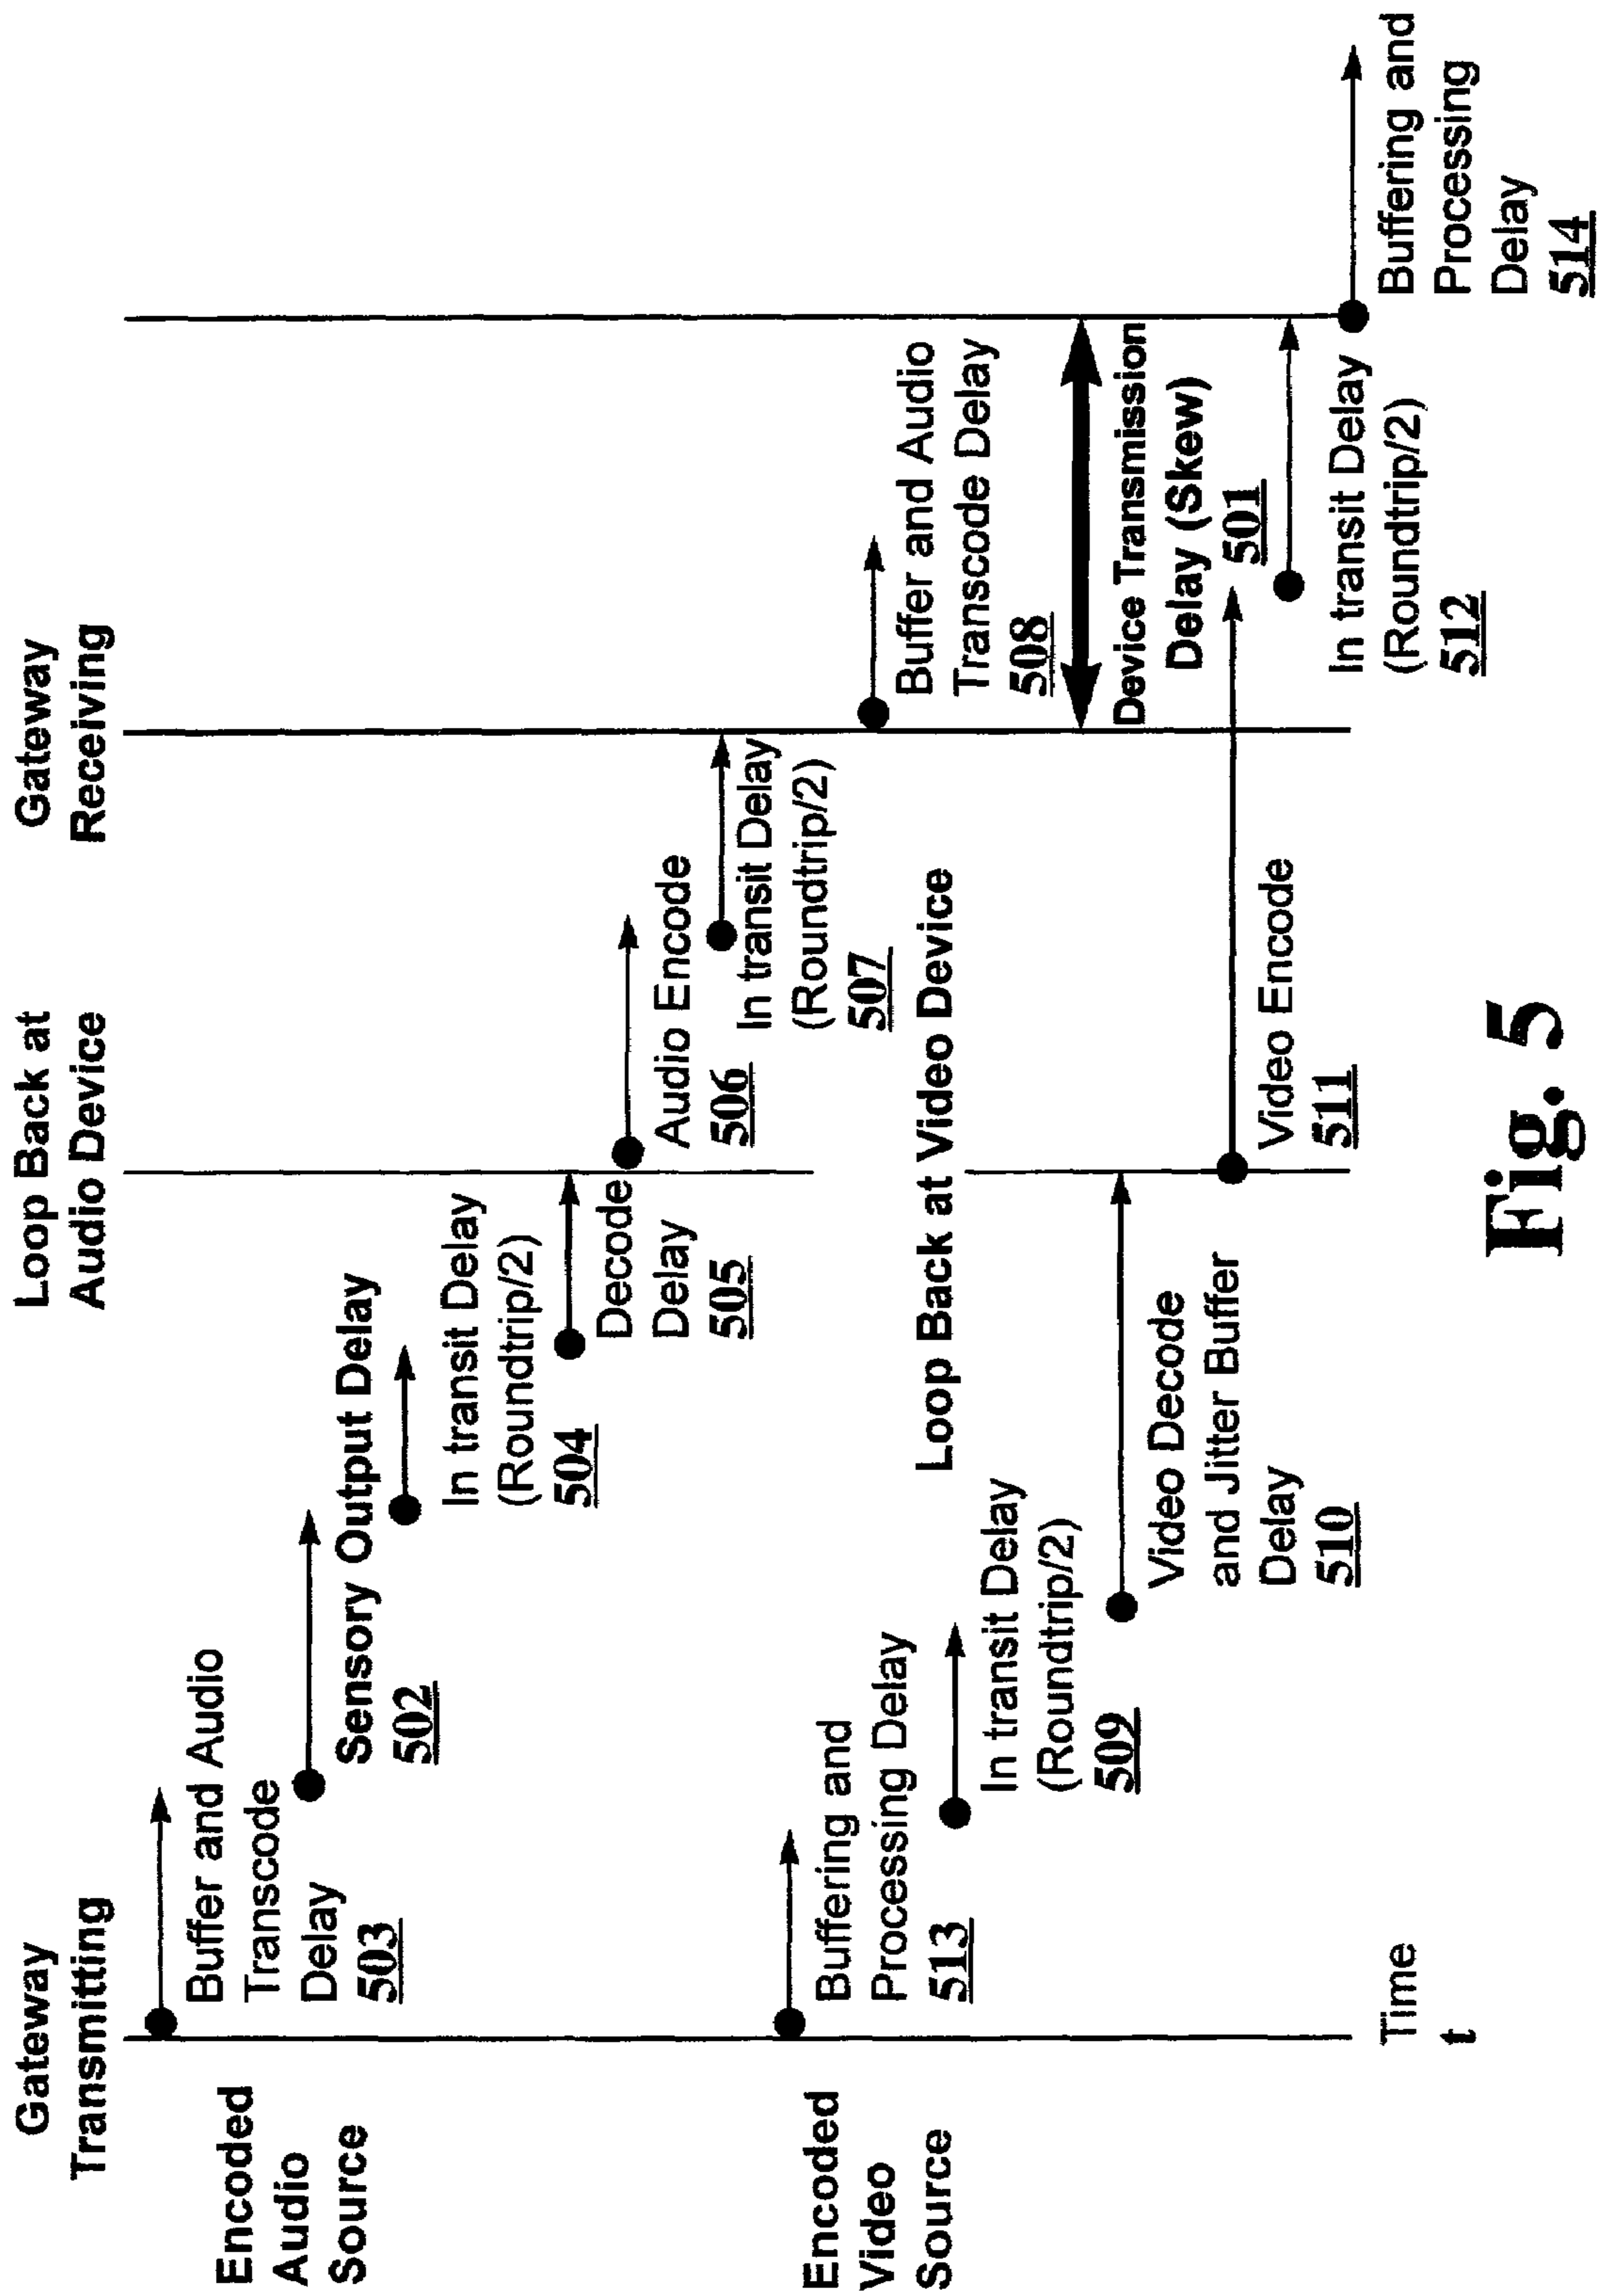 Gateway
Transmitting
Loop Back at
Audio Device
Gateway
Receiving
Encoded
Audio
Source
Buffer and Audio
Transcode
Delay
503
Sensory Output Delay
502
In transit Delay
(Roundtrip/2)
504
Decode
Delay
505
Audio Encode
506
In transit Delay
(Roundtrip/2)
507
Buffer and Audio
Transcode Delay
508
Device Transmission
Delay (Skew)
501
Encoded
Video
Source
Buffering and
Processing Delay
513
In transit Delay
(Roundtrip/2)
509
Loop Back at Video Device
Video Decode
and Jitter Buffer
Delay
510
Video Encode
511
In transit Delay
(Roundtrip/2)
512
Buffering and
Processing
Delay
514
Time
t
Fig. 5